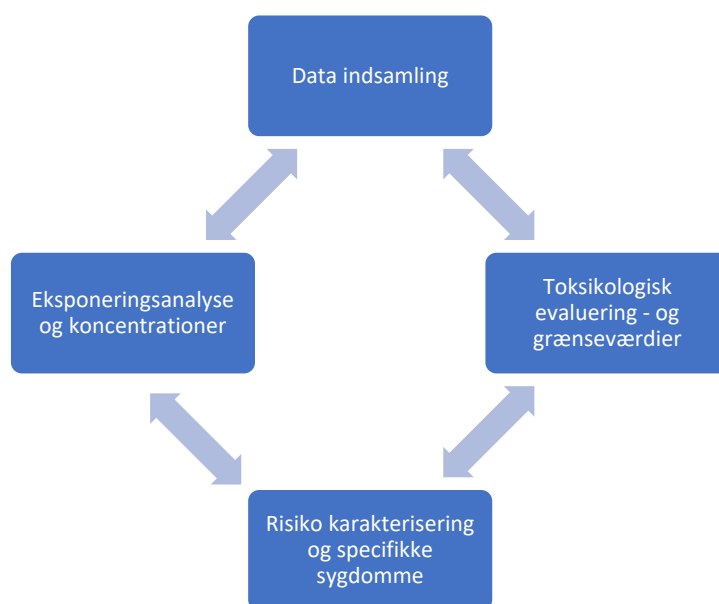 Data indsamling
Eksponeringsanalyse
og koncentrationer
Toksikologisk
evaluering - og
grænseværdier
Risiko karakterisering
og specifikke
sygdomme